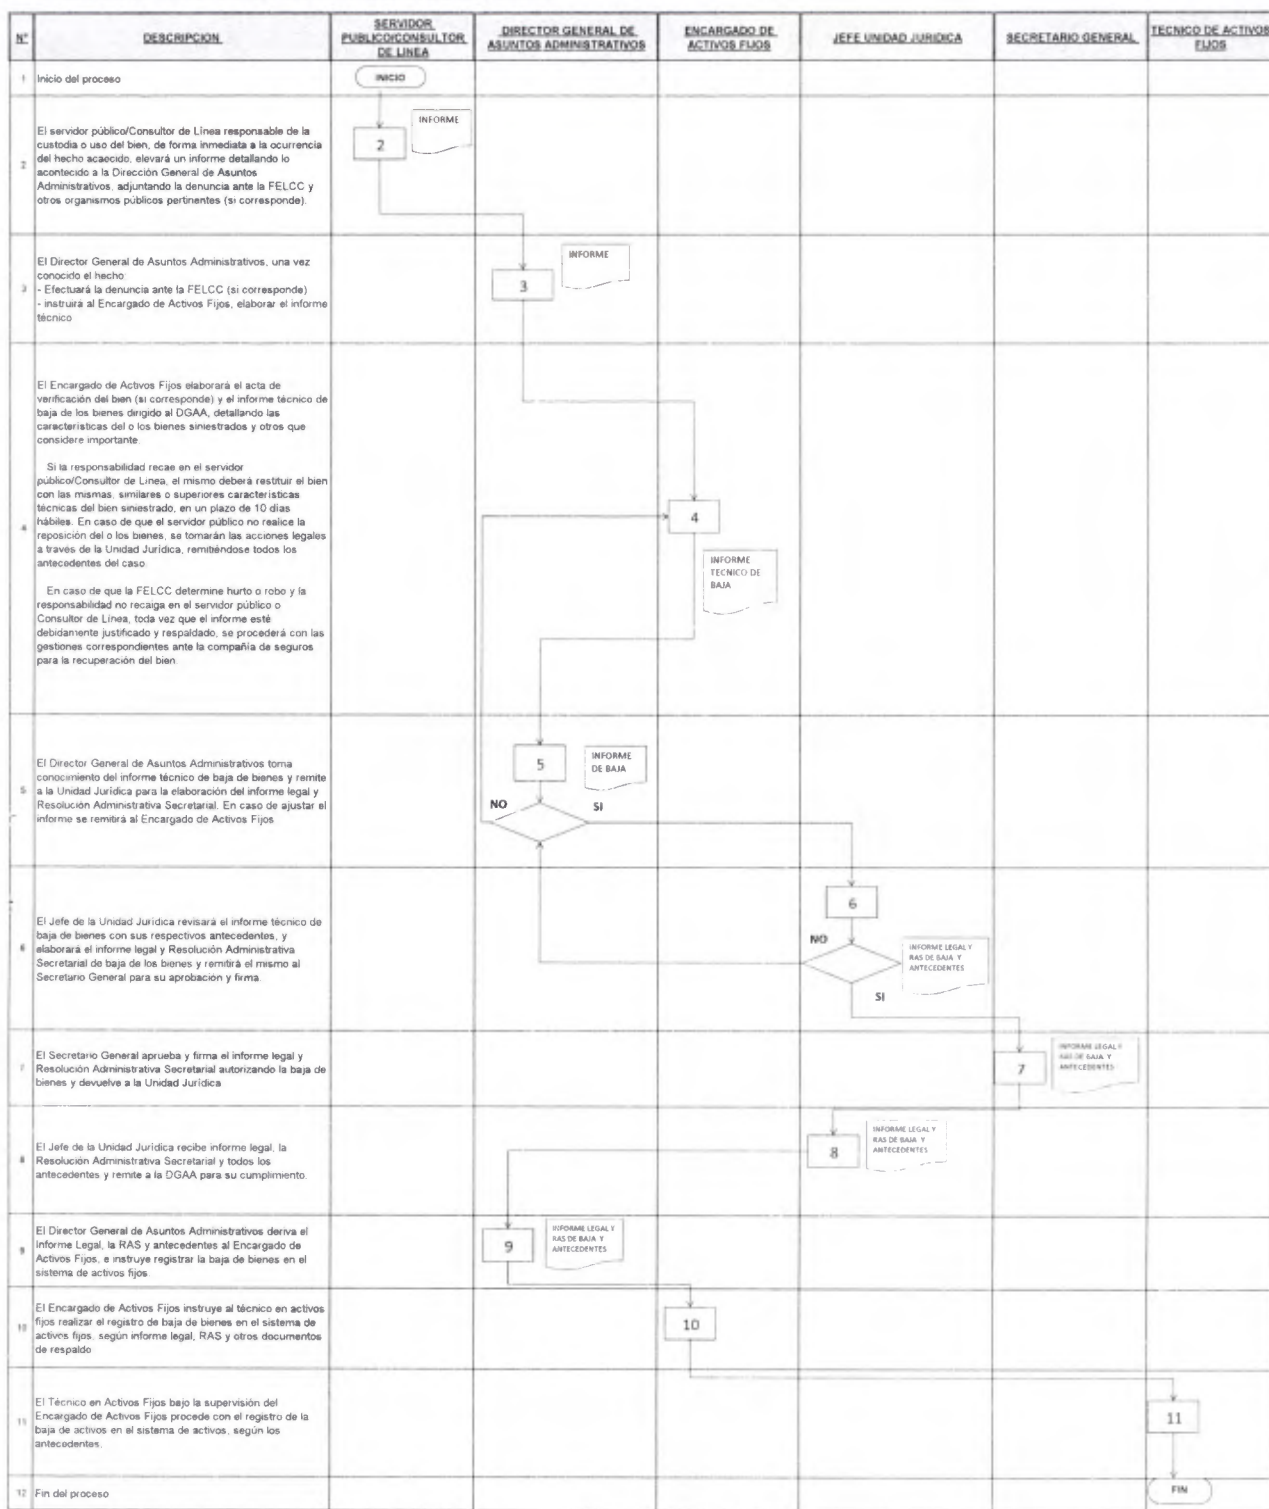 N°
DESCRIPCION
SERVIDOR
PUBLICO/CONSULTOR
DE LINEA
DIRECTOR GENERAL DE
ASUNTOS ADMINISTRATIVOS
ENCARGADO DE
ACTIVOS FIJOS
JEFE UNIDAD JURIDICA
SECRETARIO GENERAL
TECNICO DE ACTIVOS
FIJOS
1
Inicio del proceso
INICIO
2
El servidor público/Consultor de Línea responsable de la
custodia o uso del bien, de forma inmediata a la ocurrencia
del hecho acaecido, elevará un informe detallando lo
acontecido a la Dirección General de Asuntos
Administrativos, adjuntando la denuncia ante la FELCC y
otros organismos públicos pertinentes (si corresponde).
2
INFORME
3
El Director General de Asuntos Administrativos, una vez
conocido el hecho
- Efectuará la denuncia ante la FELCC (si corresponde)
- instruirá al Encargado de Activos Fijos, elaborar el informe
técnico
3
INFORME
4
El Encargado de Activos Fijos elaborará el acta de
verificación del bien (si corresponde) y el informe técnico de
baja de los bienes dirigido al DGAA, detallando las
características del o los bienes siniestrados y otros que
considere importante.
Si la responsabilidad recae en el servidor
público/Consultor de Línea, el mismo deberá restituir el bien
con las mismas, similares o superiores características
técnicas del bien siniestrado, en un plazo de 10 días
hábiles. En caso de que el servidor público no realice la
reposición del o los bienes, se tomarán las acciones legales
a través de la Unidad Jurídica, remitiéndose todos los
antecedentes del caso.
En caso de que la FELCC determine hurto o robo y la
responsabilidad no recaiga en el servidor público o
Consultor de Línea, toda vez que el informe esté
debidamente justificado y respaldado, se procederá con las
gestiones correspondientes ante la compañía de seguros
para la recuperación del bien.
4
INFORME
TECNICO DE
BAJA
5
El Director General de Asuntos Administrativos toma
conocimiento del informe técnico de baja de bienes y remite
a la Unidad Jurídica para la elaboración del informe legal y
Resolución Administrativa Secretarial. En caso de ajustar el
informe se remitirá al Encargado de Activos Fijos
5
INFORME
DE BAJA
NO
SI
6
El Jefe de la Unidad Jurídica revisará el informe técnico de
baja de bienes con sus respectivos antecedentes, y
elaborará el informe legal y Resolución Administrativa
Secretarial de baja de los bienes y remitirá el mismo al
Secretario General para su aprobación y firma.
6
NO
INFORME LEGAL Y
RAS DE BAJA Y
ANTECEDENTES
SI
7
El Secretario General aprueba y firma el informe legal y
Resolución Administrativa Secretarial autorizando la baja de
bienes y devuelve a la Unidad Jurídica
7
INFORME LEGAL Y
RAS DE BAJA Y
ANTECEDENTES
8
El Jefe de la Unidad Jurídica recibe informe legal, la
Resolución Administrativa Secretarial y todos los
antecedentes y remite a la DGAA para su cumplimiento.
8
INFORME LEGAL Y
RAS DE BAJA Y
ANTECEDENTES
9
El Director General de Asuntos Administrativos deriva el
Informe Legal, la RAS y antecedentes al Encargado de
Activos Fijos, e instruye registrar la baja de bienes en el
sistema de activos fijos.
9
INFORME LEGAL Y
RAS DE BAJA Y
ANTECEDENTES
10
El Encargado de Activos Fijos instruye al técnico en activos
fijos realizar el registro de baja de bienes en el sistema de
activos fijos, según informe legal, RAS y otros documentos
de respaldo
10
11
El Técnico en Activos Fijos bajo la supervisión del
Encargado de Activos Fijos procede con el registro de la
baja de activos en el sistema de activos, según los
antecedentes.
11
12
Fin del proceso
FIN